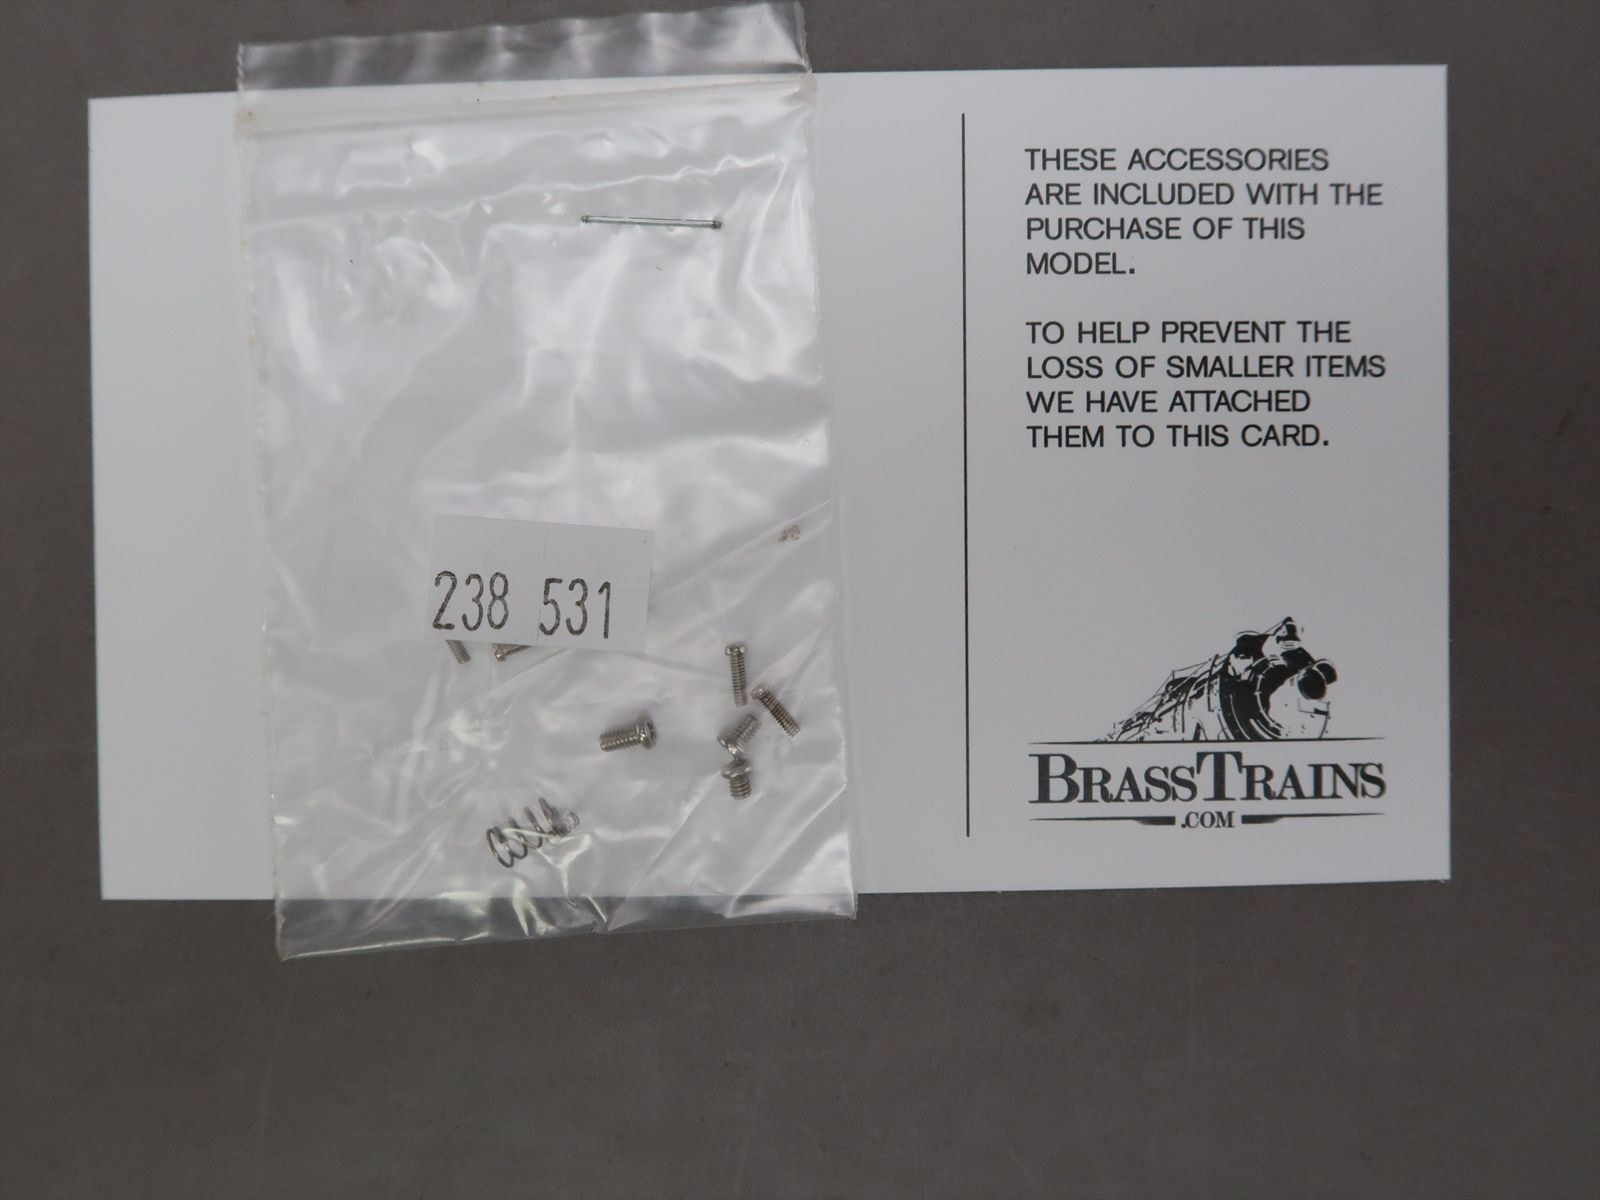 238 531
THESE ACCESSORIES
ARE INCLUDED WITH THE
PURCHASE OF THIS
MODEL.
TO HELP PREVENT THE
LOSS OF SMALLER ITEMS
WE HAVE ATTACHED
THEM TO THIS CARD.
BRASSTRAINS
.COM